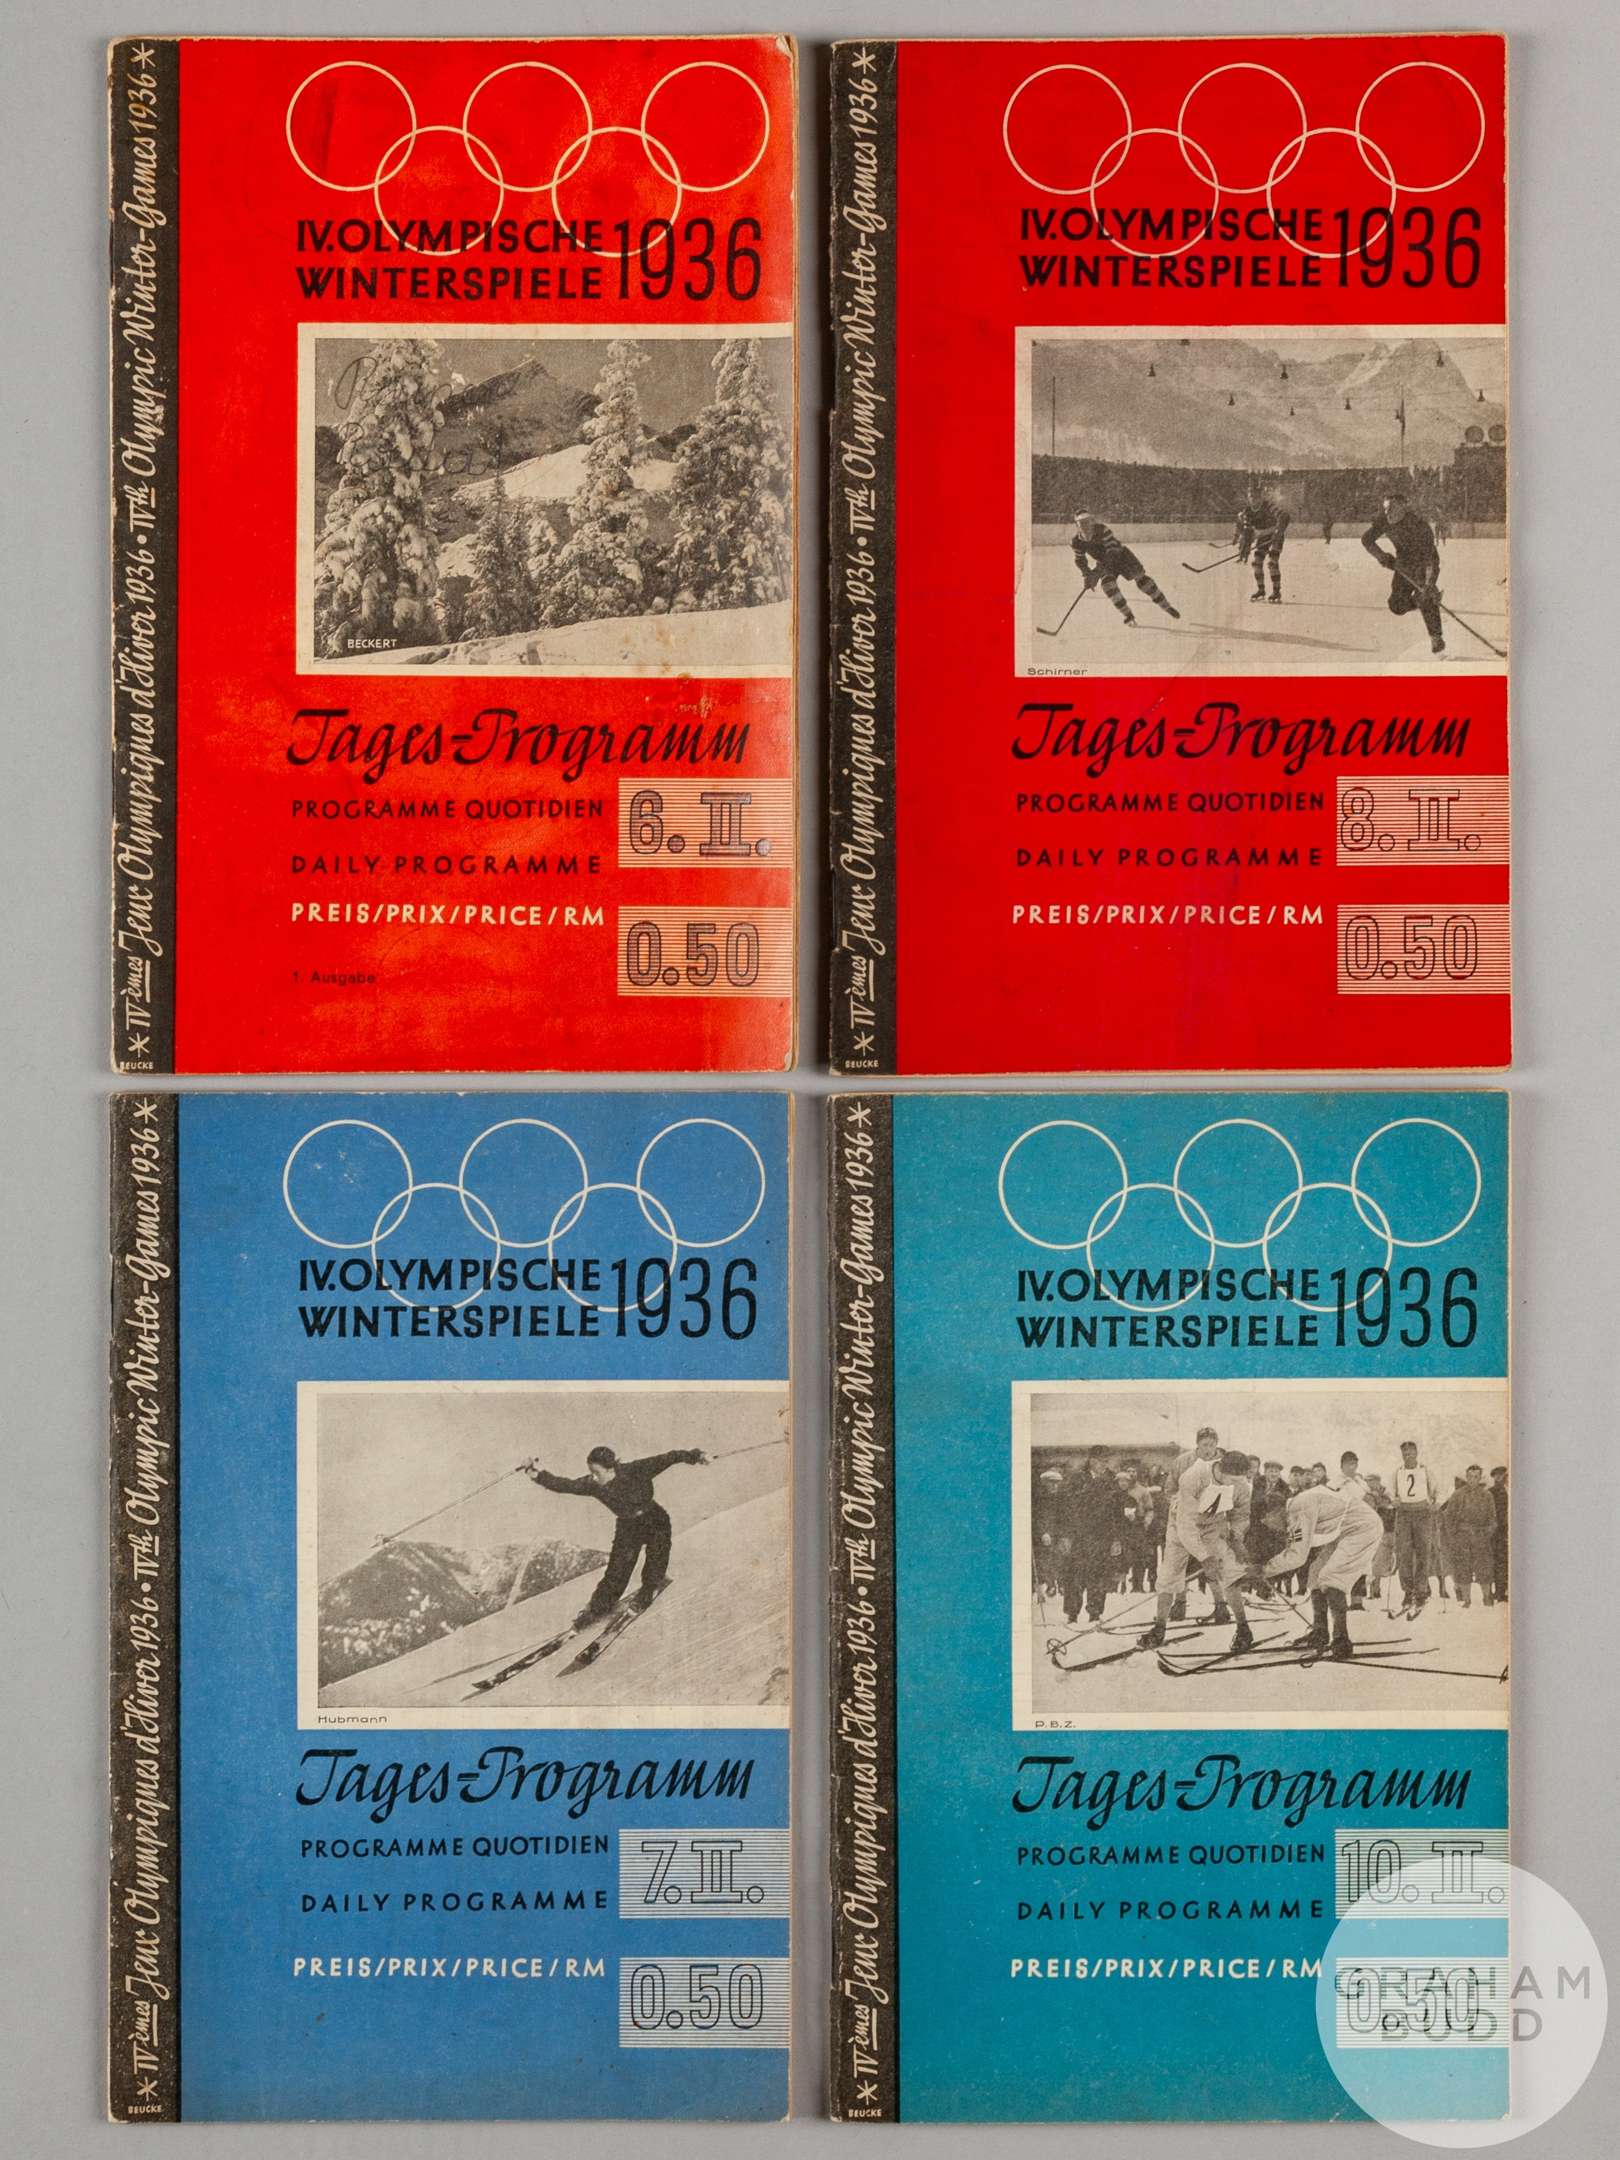 IVèmes Jeux Olympiques d'Hiver 1936 • IVth Olympic Winter-Games 1936
BEUCKE
IV. OLYMPISCHE
WINTERSPIELE 1936
BECKERT
Tages-Programm
PROGRAMME QUOTIDIEN
6. II.
DAILY PROGRAMME
PREIS/PRIX/PRICE/RM
0.50
1. Ausgabe
IVèmes Jeux Olympiques d'Hiver 1936 • IVth Olympic Winter-Games 1936
BEUCKE
IV. OLYMPISCHE
WINTERSPIELE 1936
Schirner
Tages-Programm
PROGRAMME QUOTIDIEN
8. II.
DAILY PROGRAMME
PREIS/PRIX/PRICE/RM
0.50
IVèmes Jeux Olympiques d'Hiver 1936 • IVth Olympic Winter-Games 1936
BEUCKE
IV. OLYMPISCHE
WINTERSPIELE 1936
Hubmann
Tages-Programm
PROGRAMME QUOTIDIEN
7. II.
DAILY PROGRAMME
PREIS/PRIX/PRICE/RM
0.50
IVèmes Jeux Olympiques d'Hiver 1936 • IVth Olympic Winter-Games 1936
BEUCKE
IV. OLYMPISCHE
WINTERSPIELE 1936
2
P.B.Z.
Tages-Programm
PROGRAMME QUOTIDIEN
10. II.
DAILY PROGRAMME
PREIS/PRIX/PRICE/RM
0.50
GRAHAM
BUDD